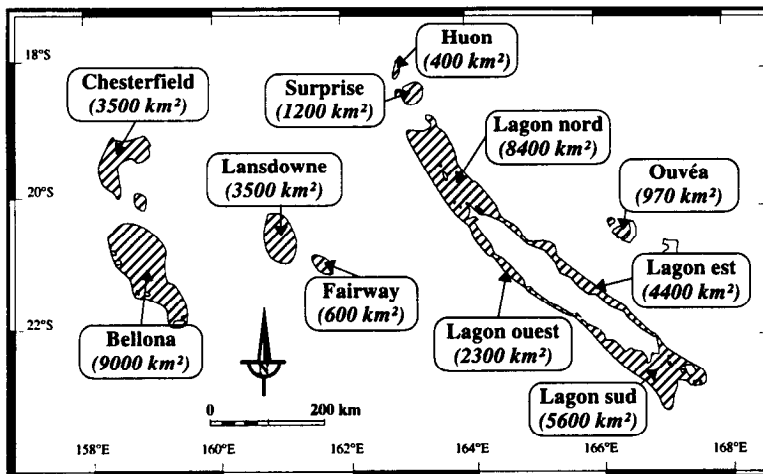 Huon
(400 km²)
18°S
Chesterfield
(3500 km²)
Surprise
(1200 km²)
Lagon nord
(8400 km²)
Lansdowne
(3500 km²)
Ouvéa
(970 km²)
20°S
Lagon est
(4400 km²)
Fairway
(600 km²)
22°S
Bellona
(9000 km²)
Lagon ouest
(2300 km²)
Lagon sud
(5600 km²)
0 200 km
158°E 160°E 162°E 164°E 166°E 168°E